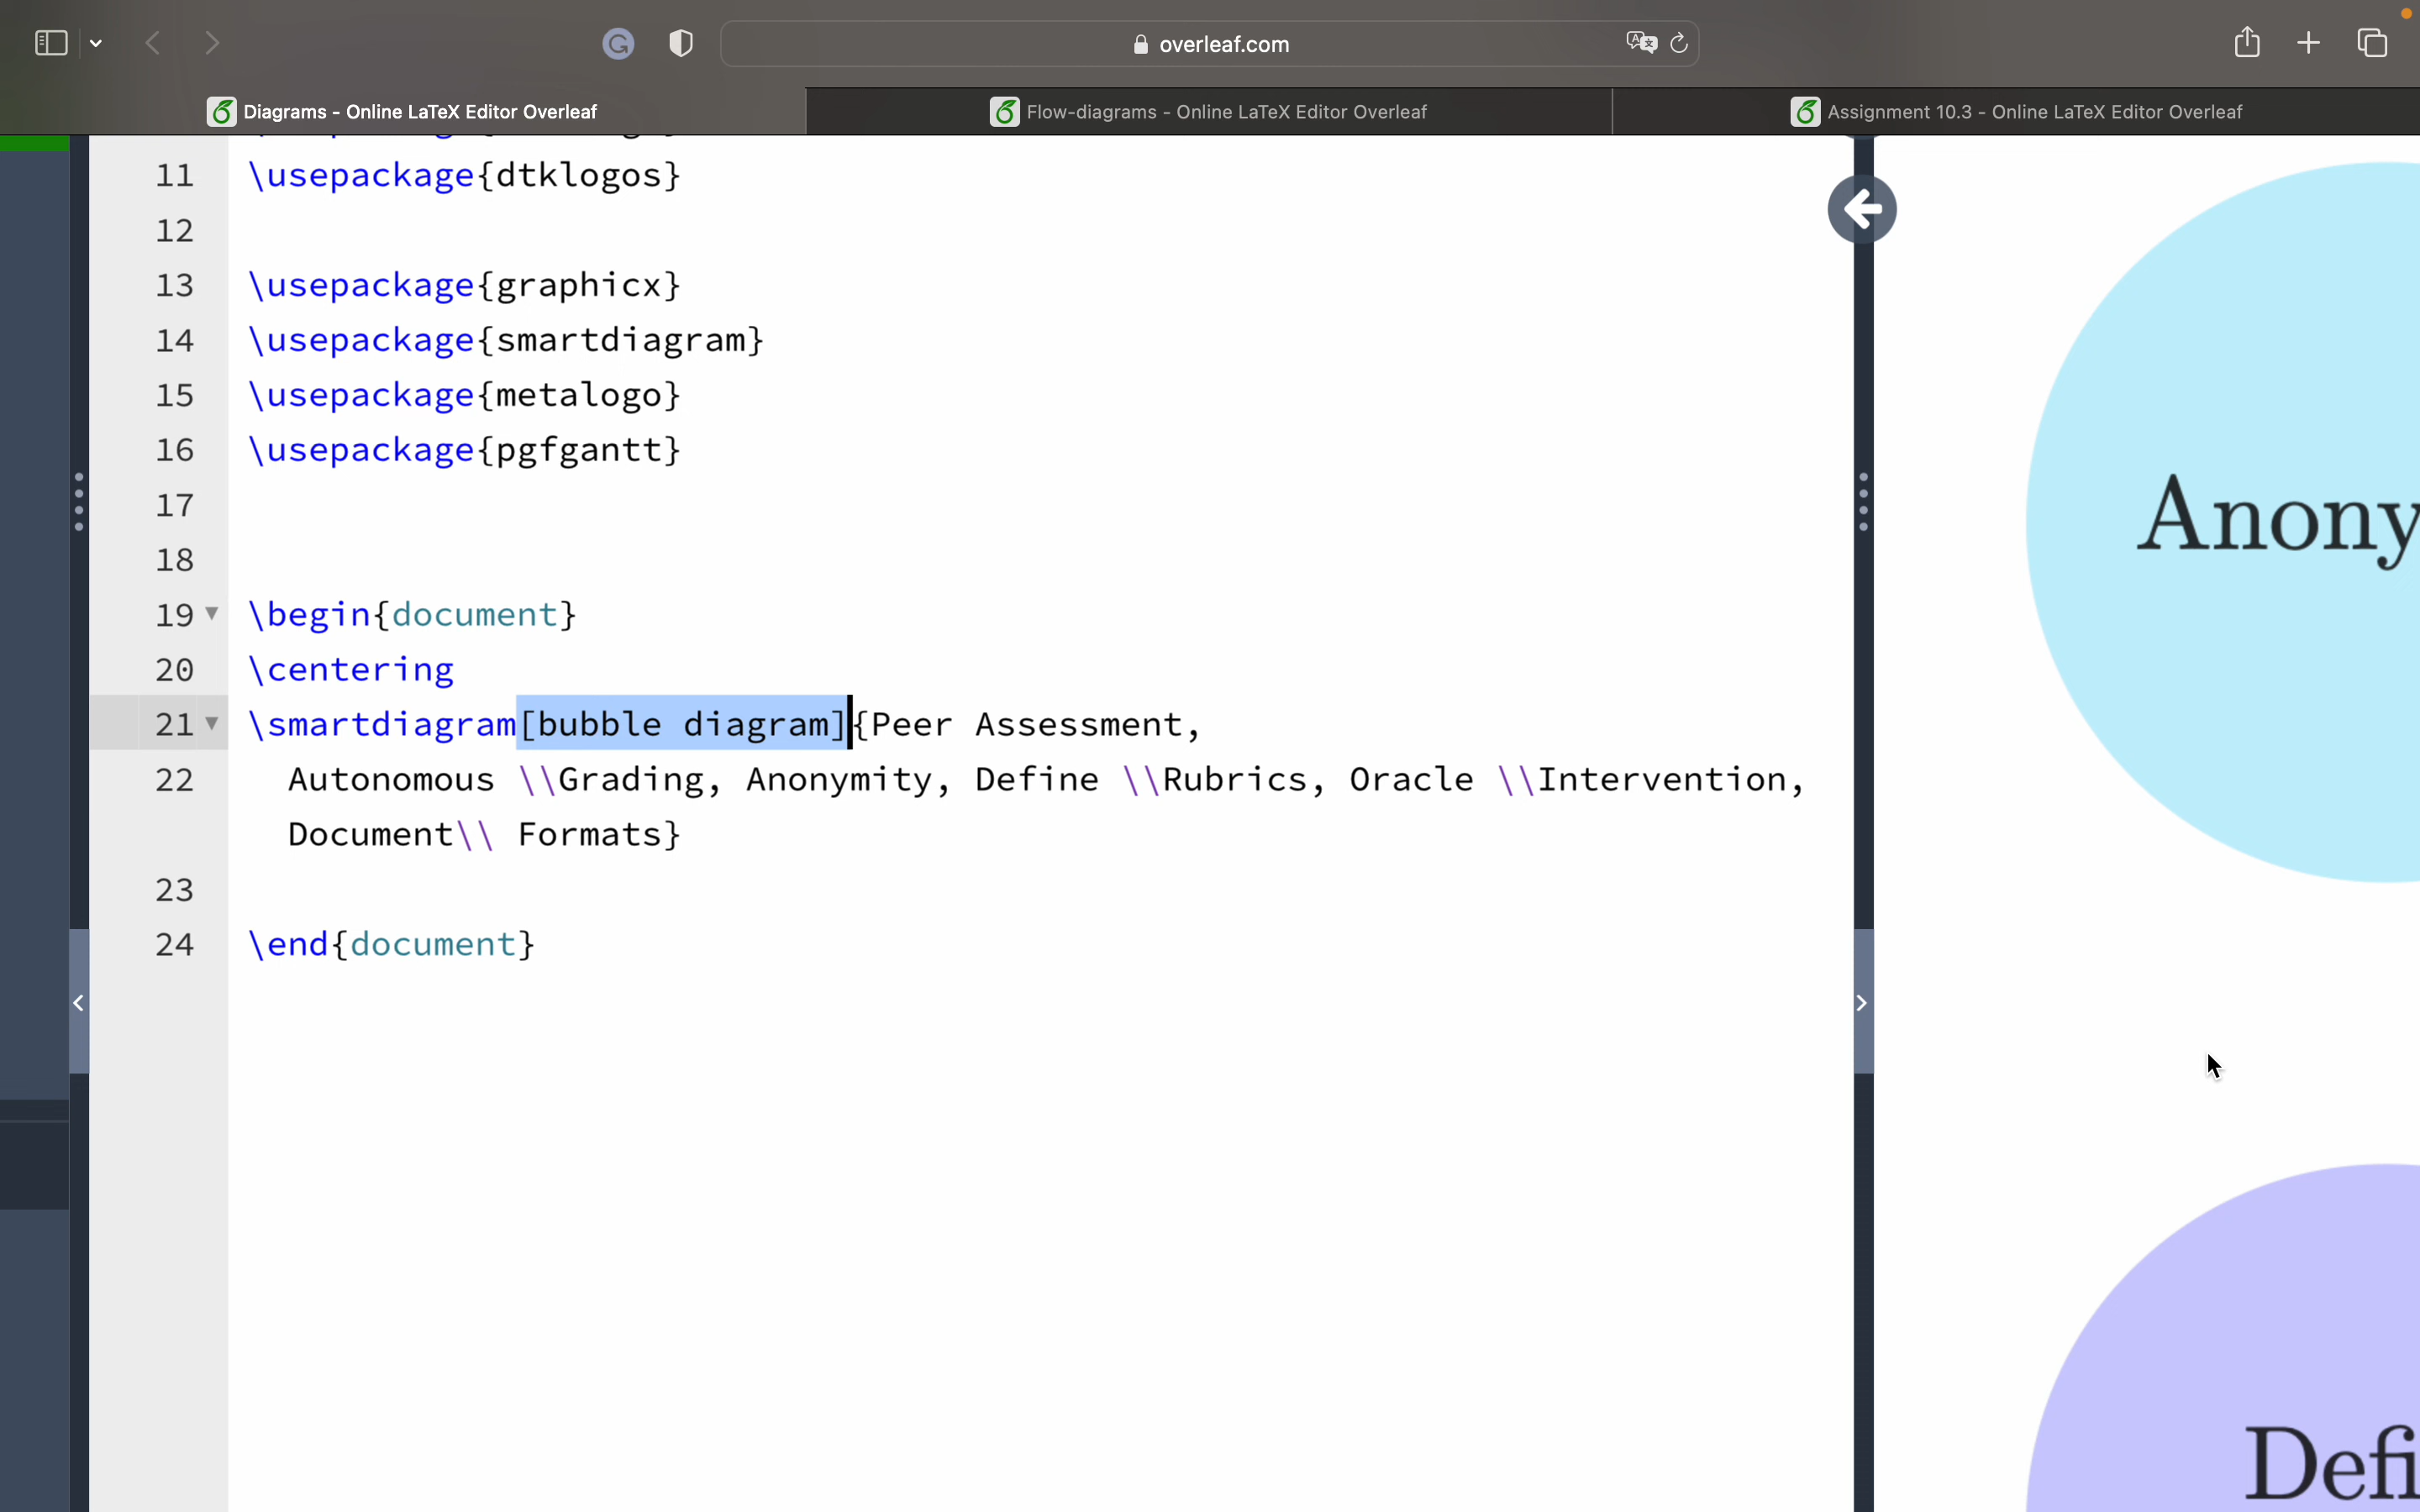 overleaf.com
Diagrams - Online LaTeX Editor Overleaf
Flow-diagrams - Online LaTeX Editor Overleaf
Assignment 10.3 - Online LaTeX Editor Overleaf
11 \usepackage{dtklogos}
12
13 \usepackage{graphicx}
14 \usepackage{smartdiagram}
15 \usepackage{metalogo}
16 \usepackage{pgfgantt}
17
18
19 \begin{document}
20 \centering
21 \smartdiagram[bubble diagram]{Peer Assessment,
22 Autonomous \\Grading, Anonymity, Define \\Rubrics, Oracle \\Intervention,
Document\\ Formats}
23
24 \end{document}
Anony
Defi